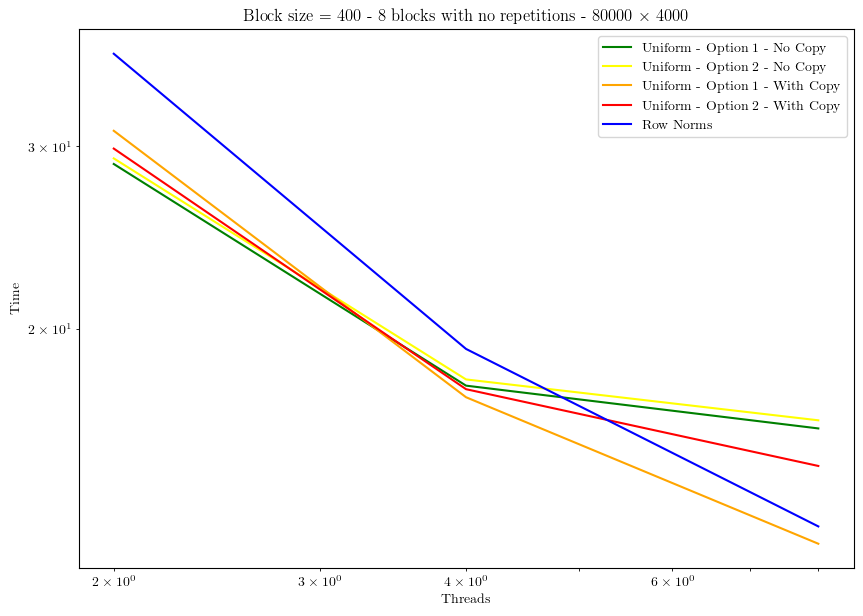 Block size = 400 - 8 blocks with no repetitions - 80000 × 4000
Uniform - Option 1 - No Copy
Uniform - Option 2 - No Copy
Uniform - Option 1 - With Copy
Uniform - Option 2 - With Copy
Row Norms
3 × 10�1
2 × 10¹
Time
2 × 10⁰
3 × 10⁰
4 × 10⁰
6 × 10⁰
Threads